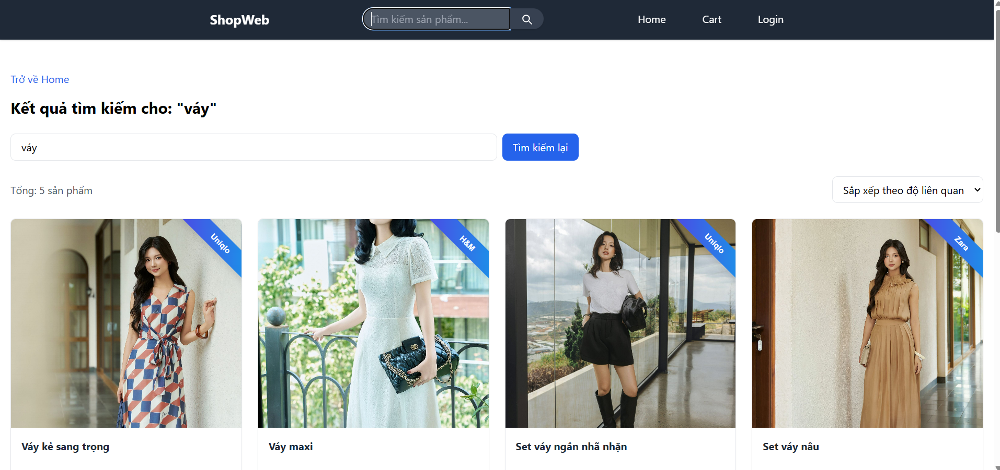 ShopWeb
Tìm kiếm sản phẩm...
Home
Cart
Login
Trở về Home
Kết quả tìm kiếm cho: "váy"
váy
Tìm kiếm lại
Tổng: 5 sản phẩm
Sắp xếp theo độ liên quan
Uniqlo
H&M
Uniqlo
Zara
Váy kẻ sang trọng
Váy maxi
Set váy ngắn nhã nhặn
Set váy nâu